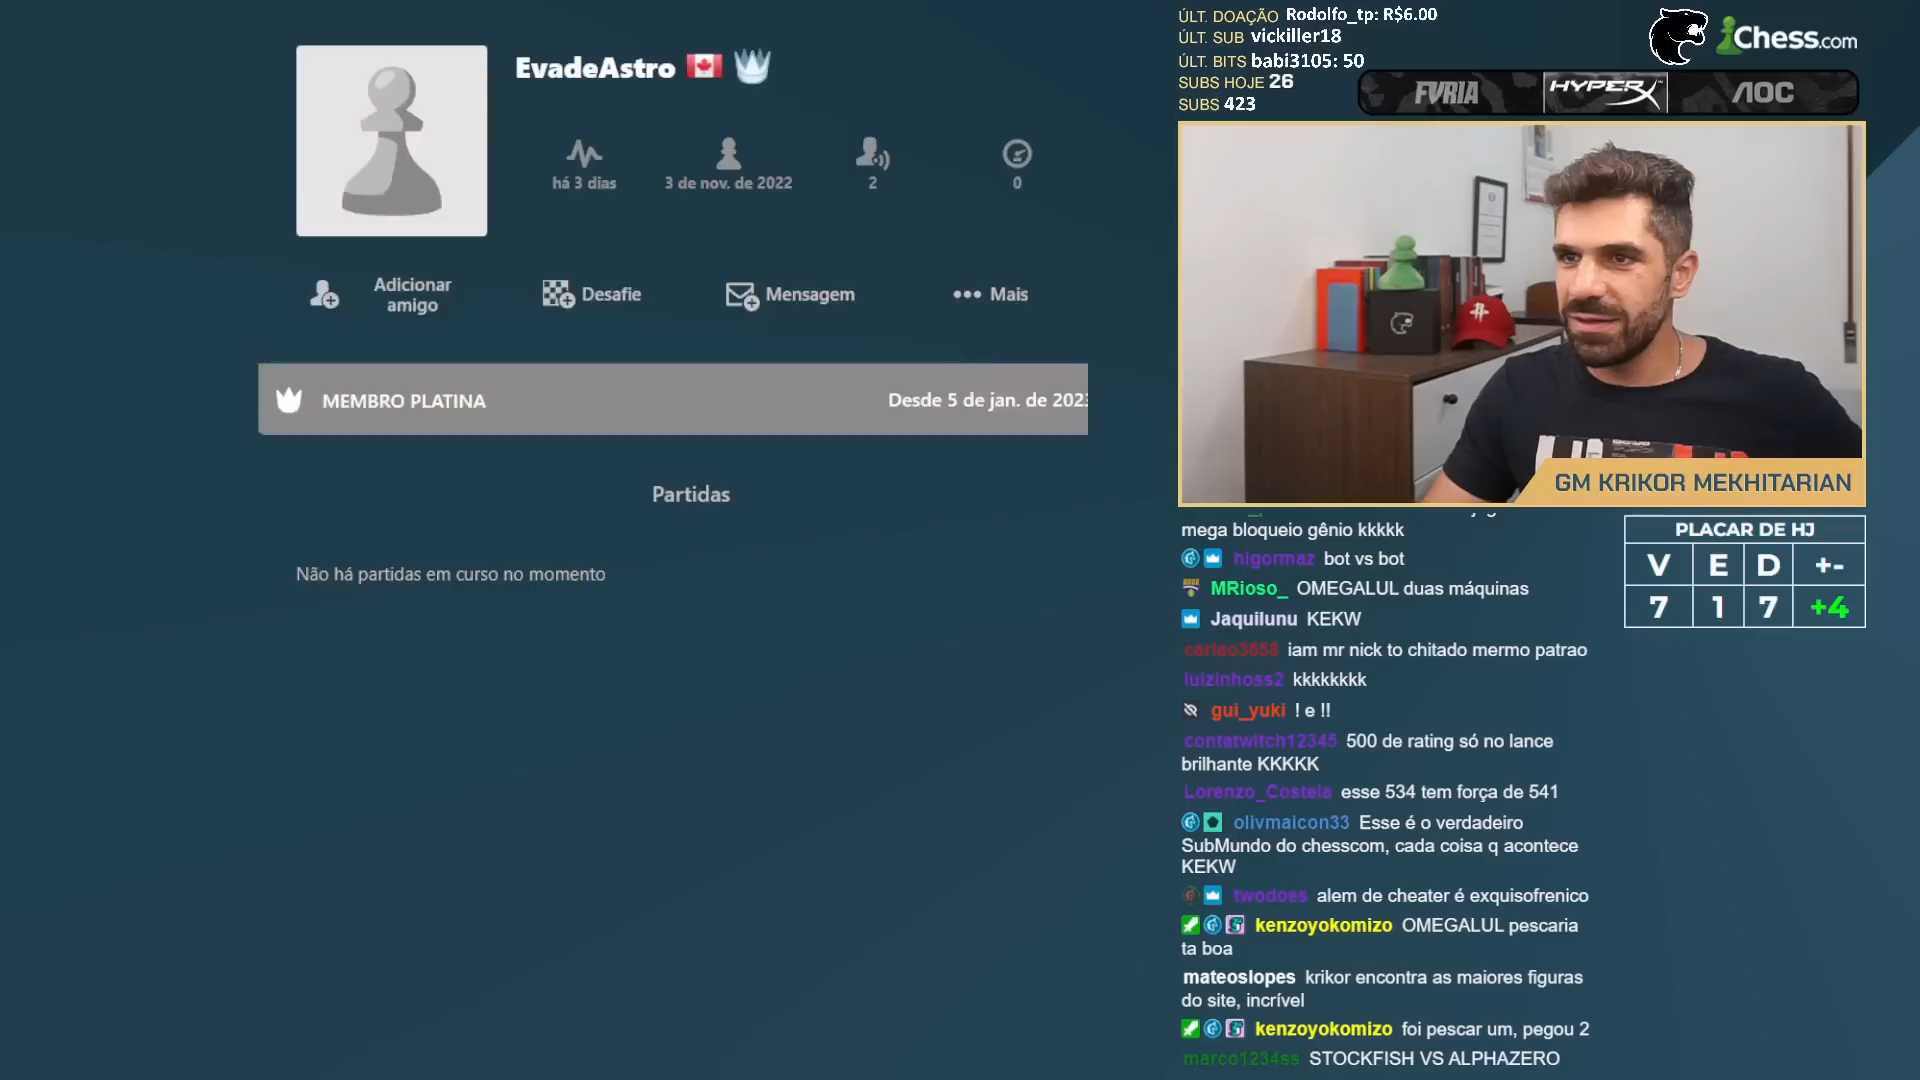 EvadeAstro
há 3 dias
3 de nov. de 2022
2
0
Adicionar
amigo
Desafie
Mensagem
Mais
MEMBRO PLATINA
Desde 5 de jan. de 2023
Partidas
Não há partidas em curso no momento
ÚLT. DOAÇÃO Rodolfo_tp: R$6.00
ÚLT. SUB vickiller18
ÚLT. BITS babi3105: 50
SUBS HOJE 26
SUBS 423
Chess.com
FURIA HYPERX AOC
GM KRIKOR MEKHITARIAN
mega bloqueio gênio kkkkk
higormaz bot vs bot
MRioso_ OMEGALUL duas máquinas
Jaquilunu KEKW
carlao3658 iam mr nick to chitado mermo patrao
luizinhoss2 kkkkkkkk
gui_yuki ! e !!
contatwitch12345 500 de rating só no lance
brilhante KKKKK
Lorenzo_Costela esse 534 tem força de 541
olivmaicon33 Esse é o verdadeiro
SubMundo do chesscom, cada coisa q acontece
KEKW
twodoes alem de cheater é exquisofrenico
kenzoyokomizo OMEGALUL pescaria
ta boa
mateoslopes krikor encontra as maiores figuras
do site, incrível
kenzoyokomizo foi pescar um, pegou 2
marco1234ss STOCKFISH VS ALPHAZERO
PLACAR DE HJ
V E D +-
7 1 7 +4